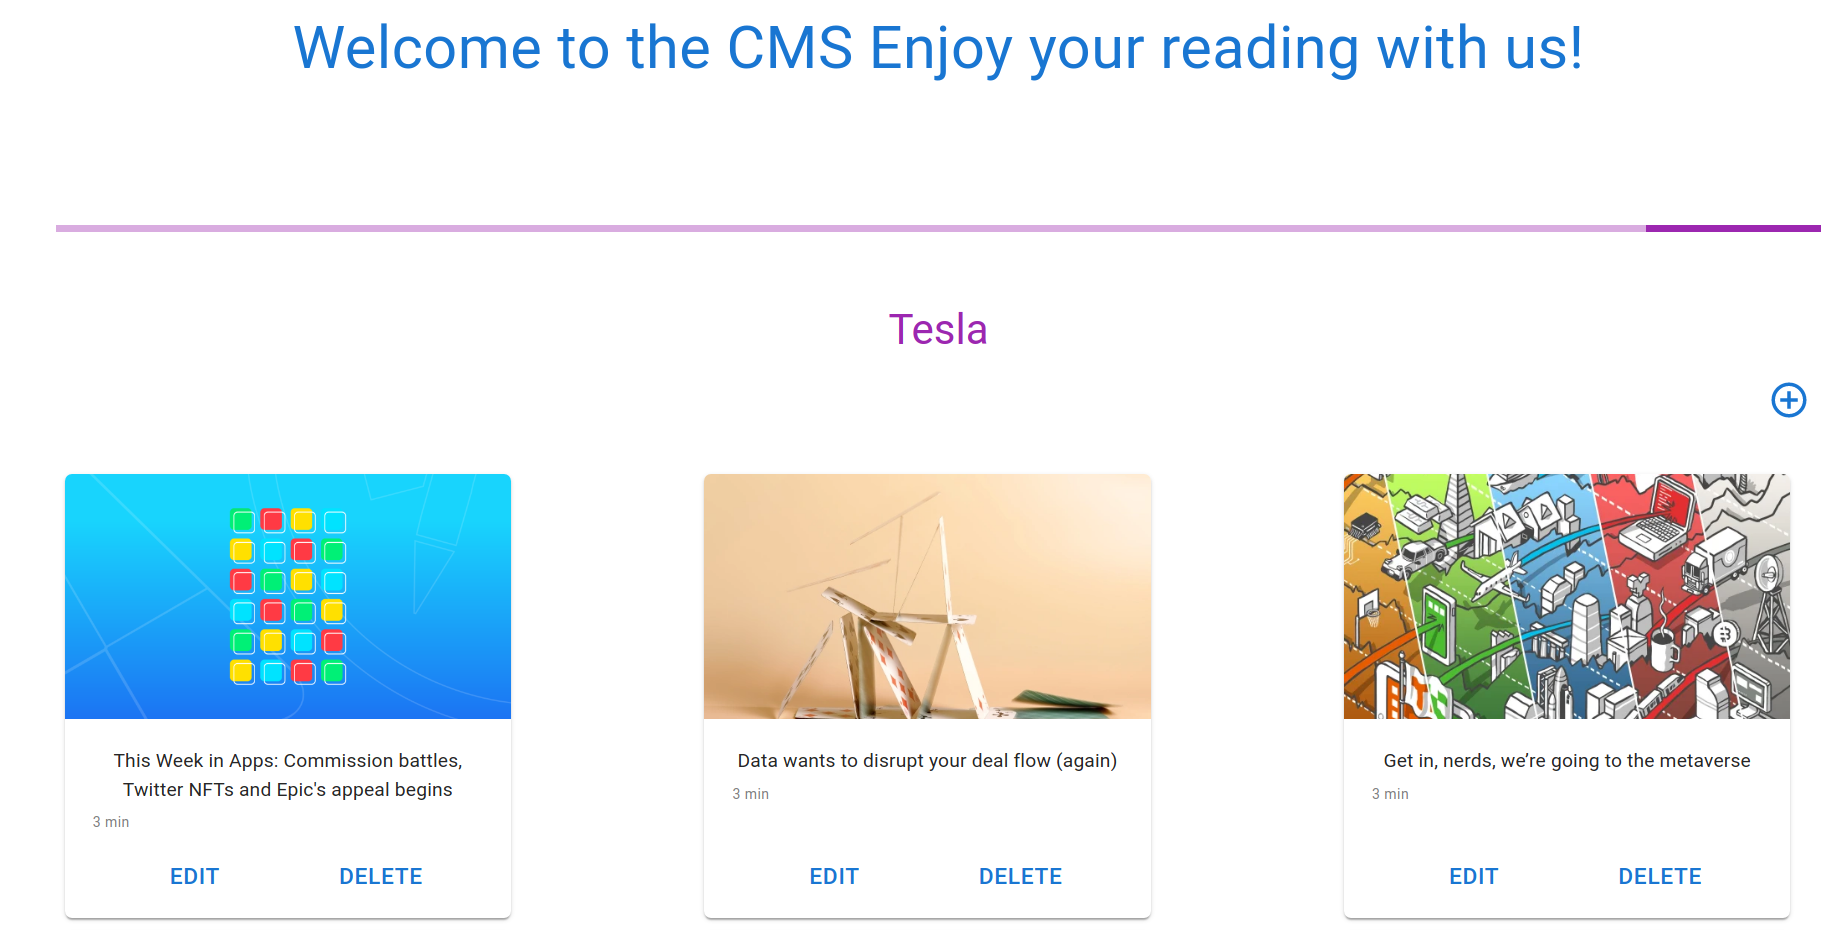 Welcome to the CMS Enjoy your reading with us!
Tesla
This Week in Apps: Commission battles,
Twitter NFTs and Epic's appeal begins
3 min
EDIT DELETE
Data wants to disrupt your deal flow (again)
3 min
EDIT DELETE
Get in, nerds, we’re going to the metaverse
3 min
EDIT DELETE